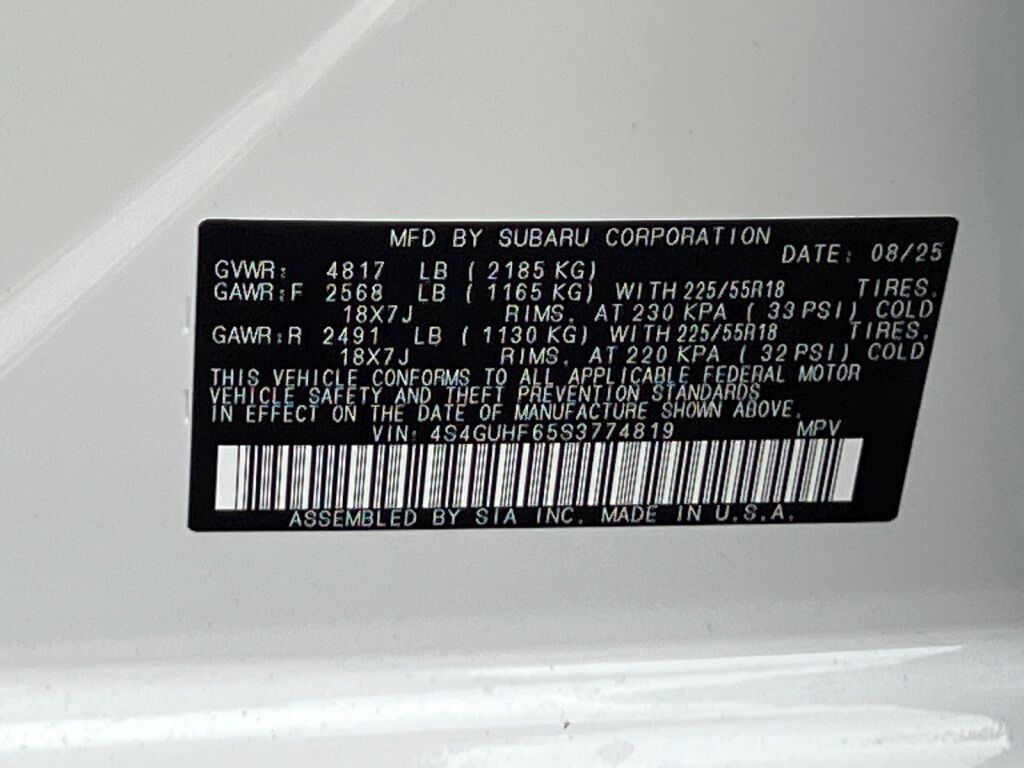 MFD BY SUBARU CORPORATION
DATE: 08/25
GVWR: 4817 LB ( 2185 KG)
GAWR:F 2568 LB ( 1165 KG) WITH 225/55R18 TIRES.
18X7J RIMS. AT 230 KPA ( 33 PSI) COLD
GAWR:R 2491 LB ( 1130 KG) WITH 225/55R18 TIRES.
18X7J RIMS. AT 220 KPA ( 32 PSI) COLD
THIS VEHICLE CONFORMS TO ALL APPLICABLE FEDERAL MOTOR
VEHICLE SAFETY AND THEFT PREVENTION STANDARDS
IN EFFECT ON THE DATE OF MANUFACTURE SHOWN ABOVE.
VIN: 4S4GUHF65S3774819 MPV
ASSEMBLED BY SIA INC. MADE IN U.S.A.